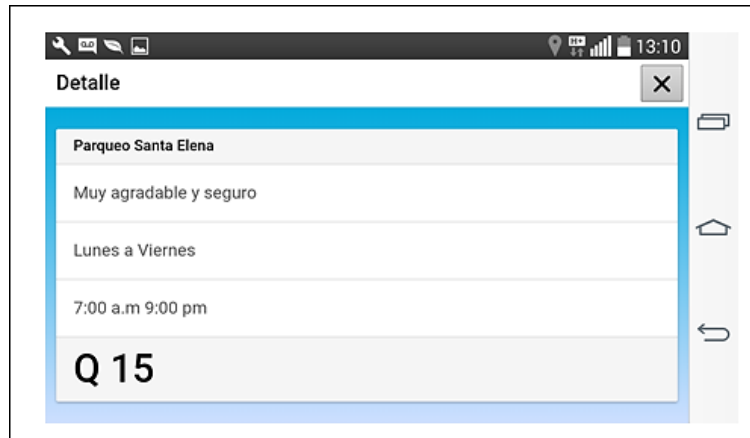 H+
13:10
Detalle
Parqueo Santa Elena
Muy agradable y seguro
Lunes a Viernes
7:00 a.m 9:00 pm
Q 15